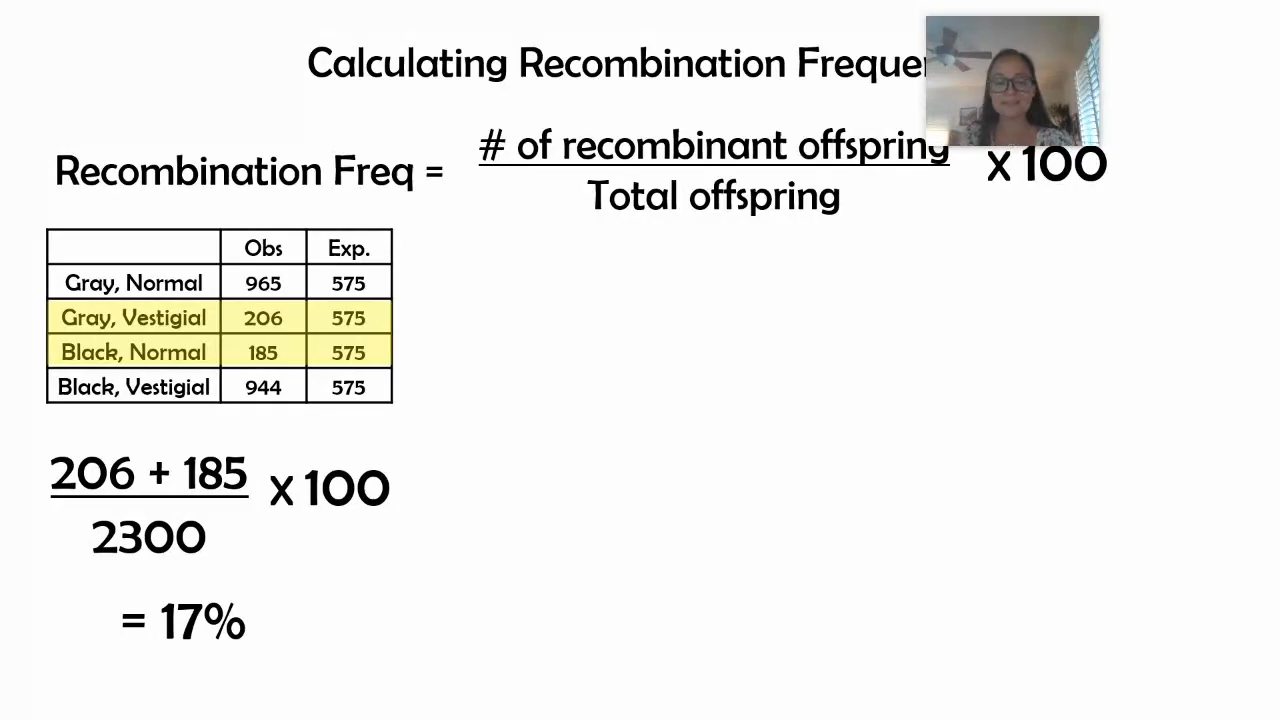 Calculating Recombination
# of recombinant offspring
Recombination Freq = x 100
Total offspring
Obs Exp.
Gray, Normal 965 575
Gray, Vestigial 206 575
Black, Normal 185 575
Black, Vestigial 944 575
206 + 185
x 100
2300
= 17%